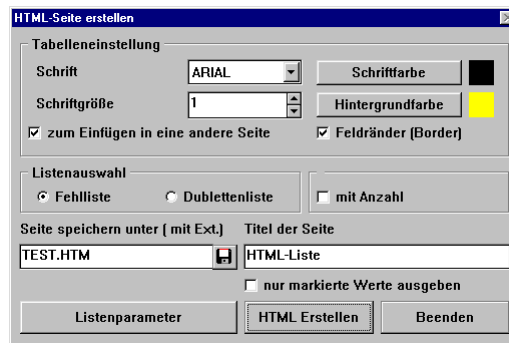 HTML-Seite erstellen
Tabelleneinstellung
Schrift ARIAL Schriftfarbe
Schriftgröße 1 Hintergrundfarbe
zum Einfügen in eine andere Seite Feldränder (Border)
Listenauswahl
Fehlliste Dublettenliste mit Anzahl
Seite speichern unter ( mit Ext.) Titel der Seite
TEST.HTM HTML-Liste
nur markierte Werte ausgeben
Listenparameter HTML Erstellen Beenden